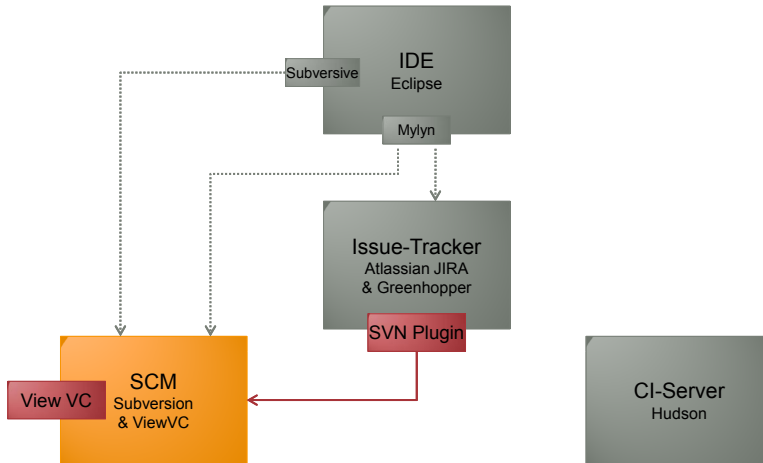 IDE
Eclipse
Subversive
Mylyn
Issue-Tracker
Atlassian JIRA
& Greenhopper
SVN Plugin
SCM
Subversion
& ViewVC
View VC
CI-Server
Hudson